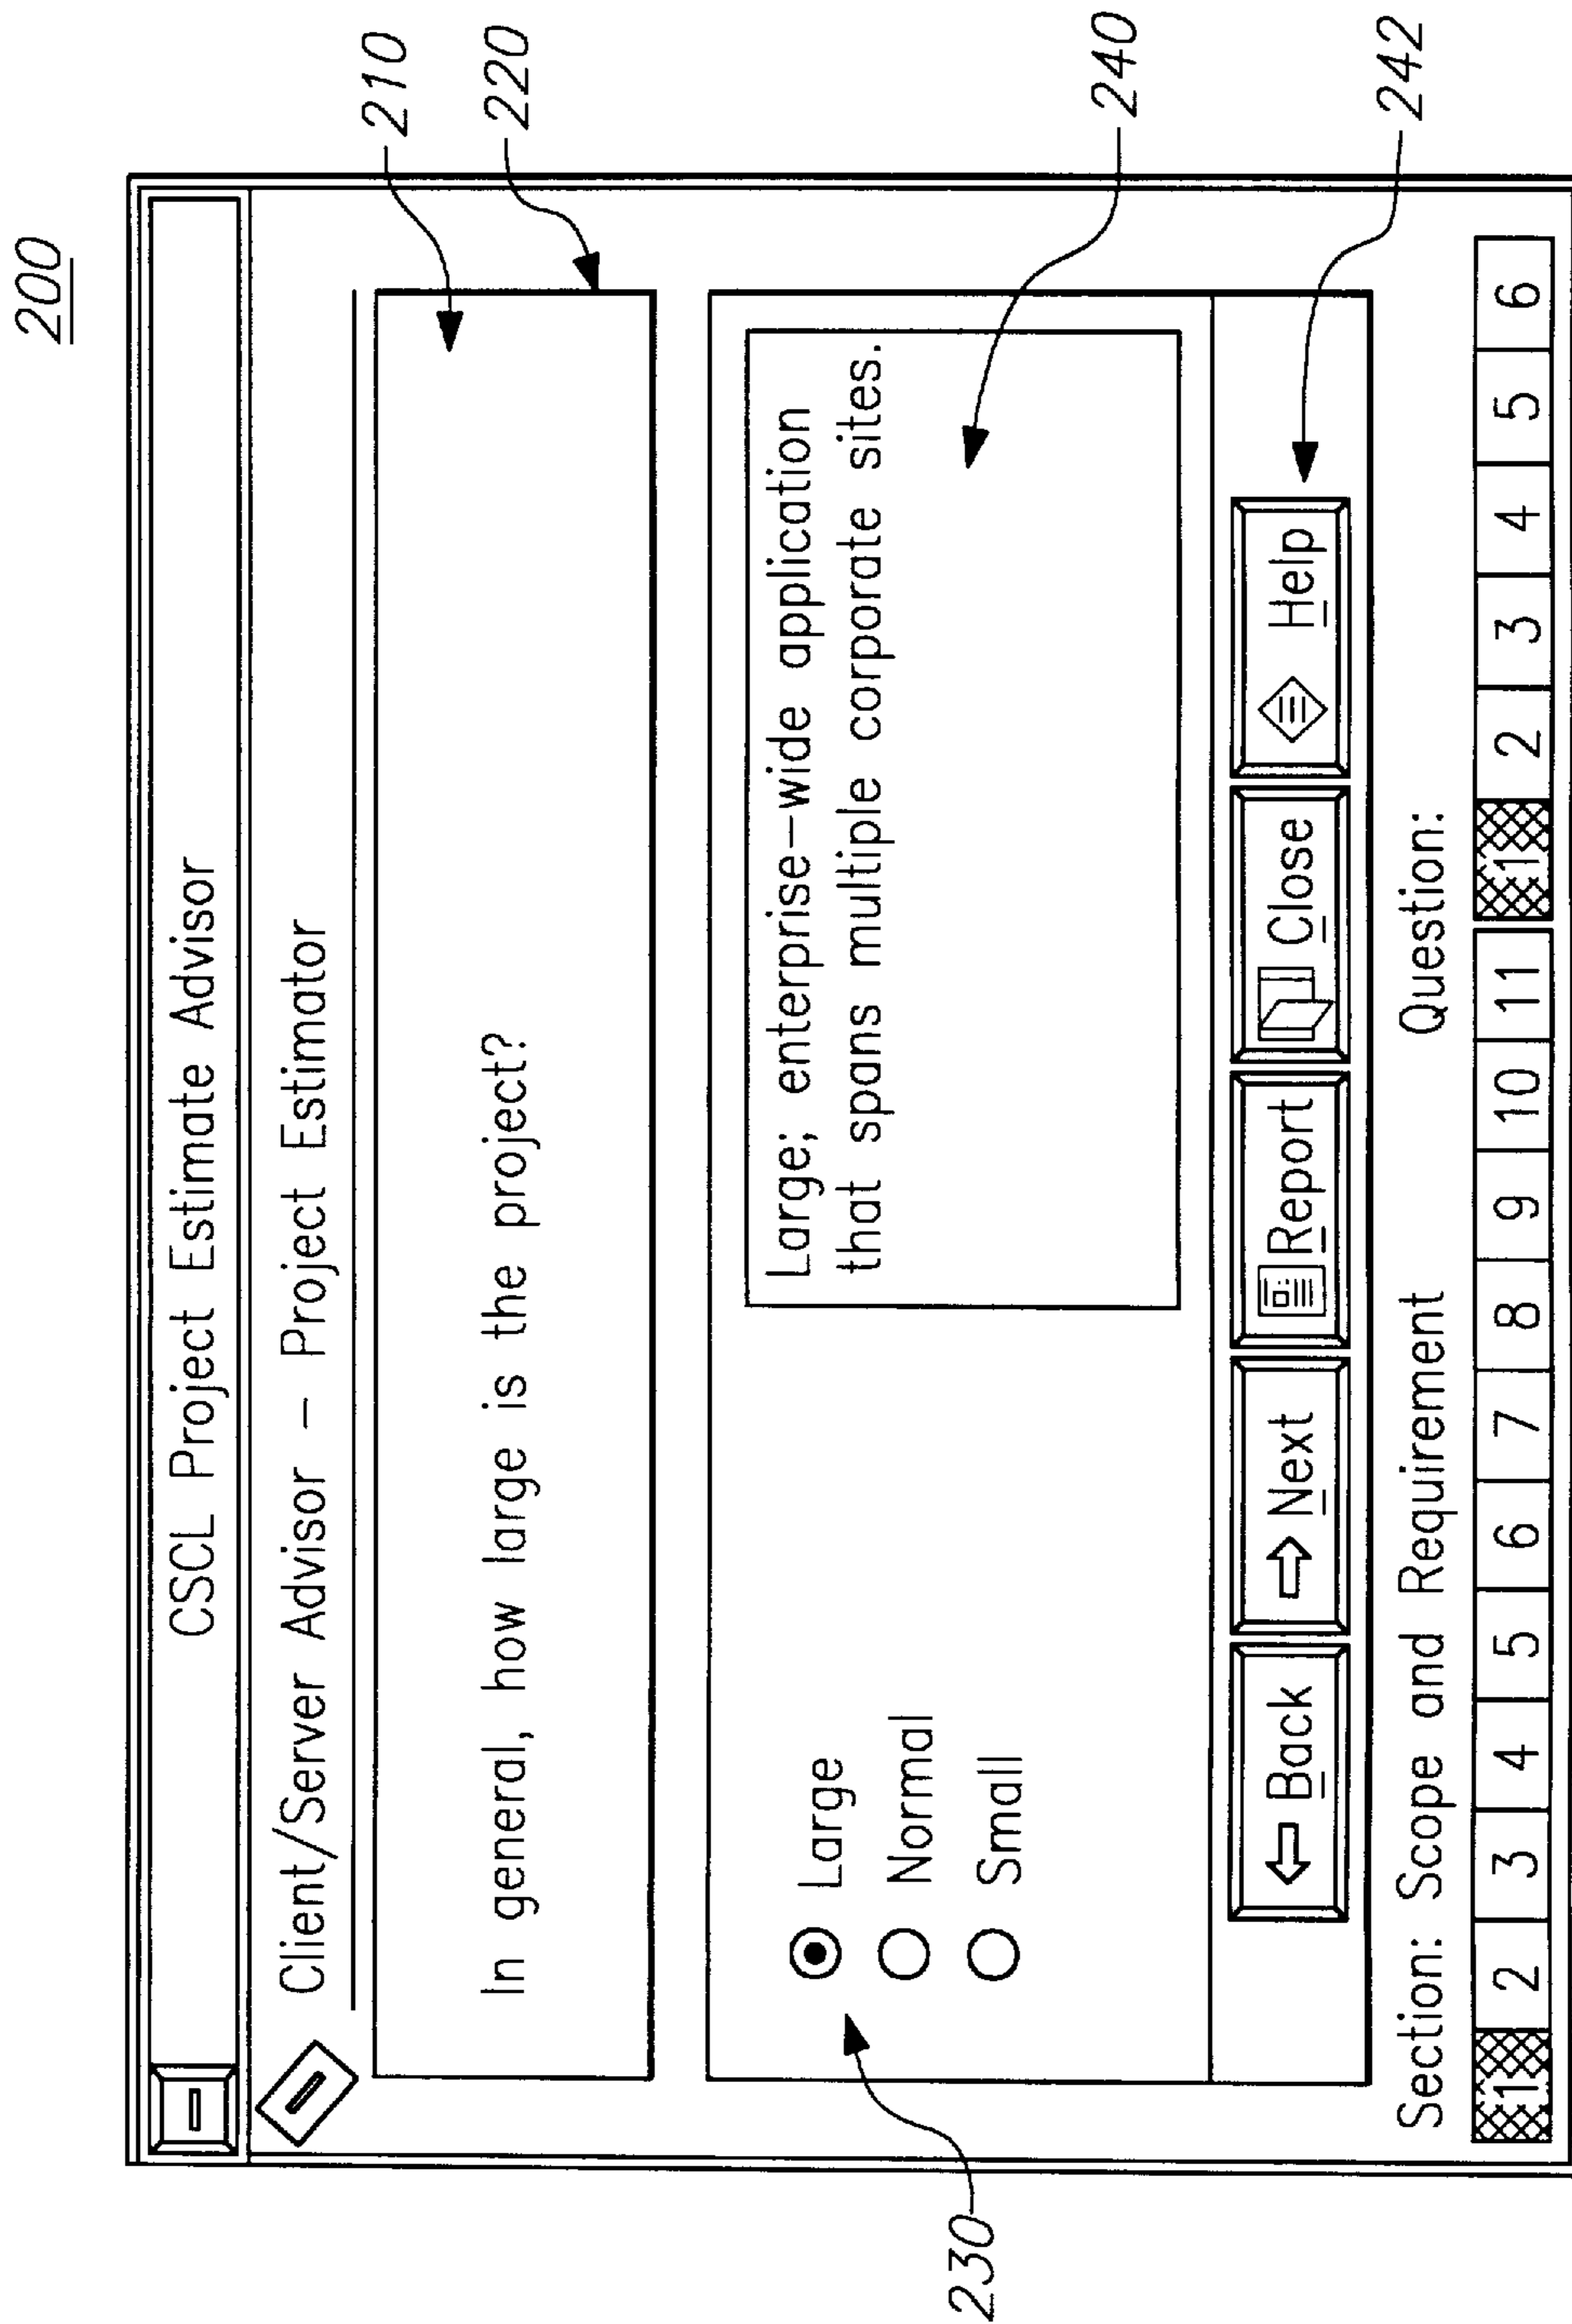 200
CSCL Project Estimate Advisor
Client/Server Advisor – Project Estimator
210
220
In general, how large is the project?
230
Large
Normal
Small
Large; enterprise–wide application
that spans multiple corporate sites.
240
Back
Next
Report
Close
Help
242
Section: Scope and Requirement
Question:
1 2 3 4 5 6 7 8 9 10 11
1 2 3 4 5 6